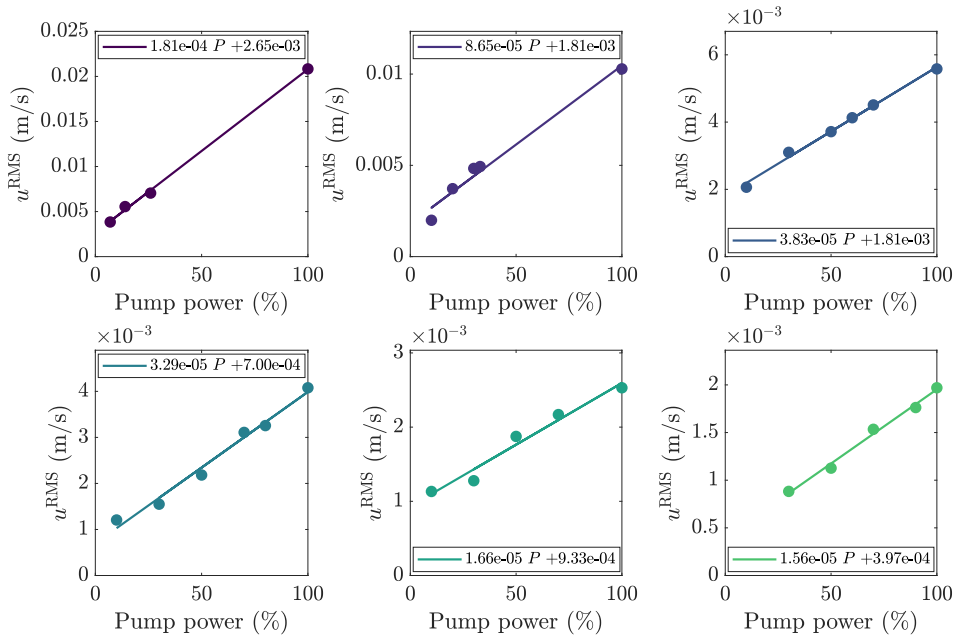 0.025
0.02
0.015
0.01
0.005
0
u^RMS (m/s)
1.81e-04 P +2.65e-03
0 50 100
Pump power (%)
0.01
0.005
0
u^RMS (m/s)
8.65e-05 P +1.81e-03
0 50 100
Pump power (%)
×10^−3
6
4
2
0
u^RMS (m/s)
3.83e-05 P +1.81e-03
0 50 100
Pump power (%)
×10^−3
4
3
2
1
0
u^RMS (m/s)
3.29e-05 P +7.00e-04
0 50 100
Pump power (%)
×10^−3
3
2
1
0
u^RMS (m/s)
1.66e-05 P +9.33e-04
0 50 100
Pump power (%)
×10^−3
2
1.5
1
0.5
0
u^RMS (m/s)
1.56e-05 P +3.97e-04
0 50 100
Pump power (%)